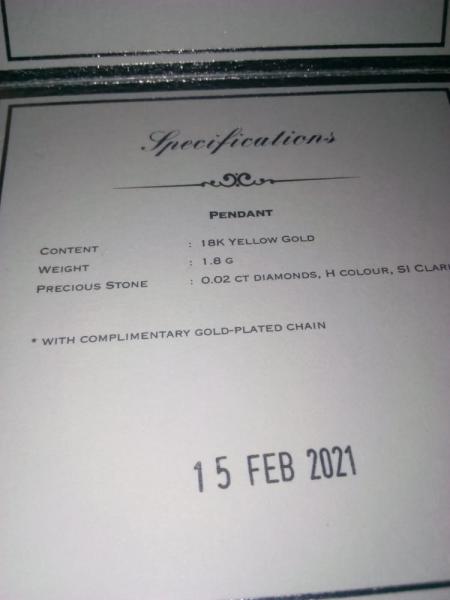 Specifications
PENDANT
CONTENT : 18K YELLOW GOLD
WEIGHT : 1.8 G
PRECIOUS STONE : 0.02 CT DIAMONDS, H COLOUR, SI
* WITH COMPLIMENTARY GOLD-PLATED CHAIN
15 FEB 2021